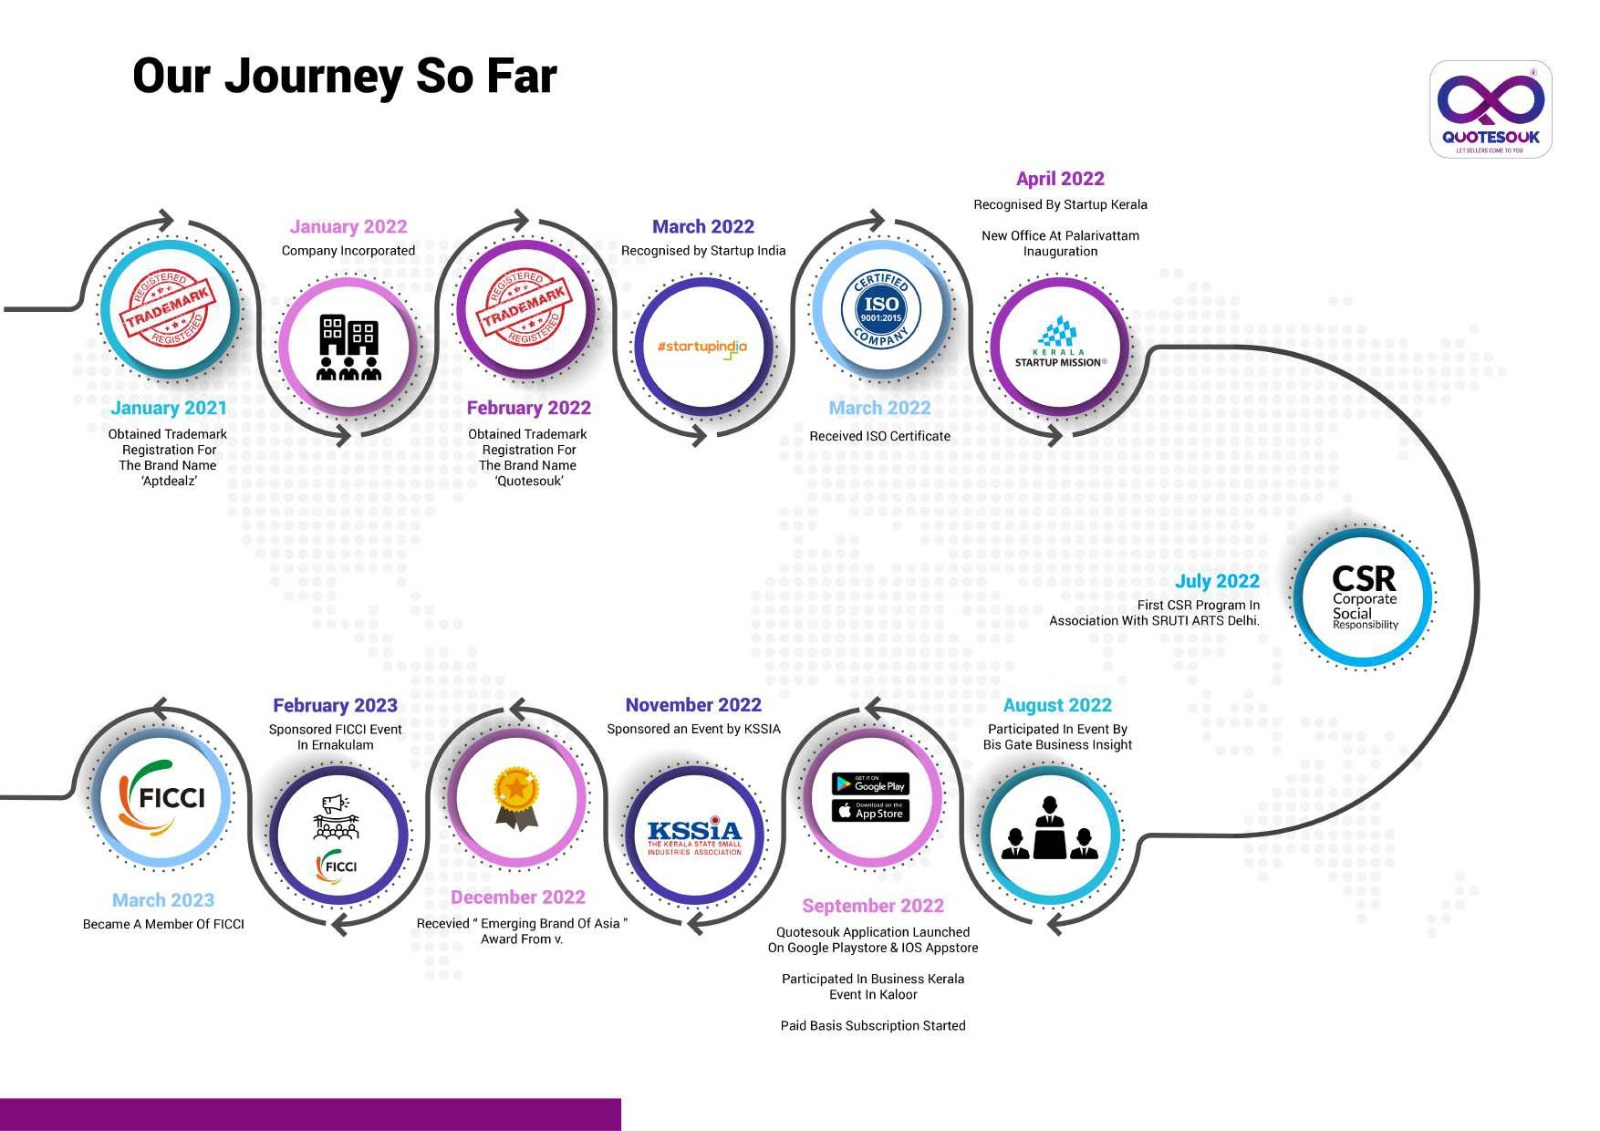 Our Journey So Far
QUOTESOUK
LET SELLERS COME TO YOU
REGISTERED
TRADEMARK
REGISTERED
January 2021
Obtained Trademark
Registration For
The Brand Name
‘Aptdealz’
January 2022
Company Incorporated
REGISTERED
TRADEMARK
REGISTERED
February 2022
Obtained Trademark
Registration For
The Brand Name
‘Quotesouk’
March 2022
Recognised by Startup India
#startupindia
CERTIFIED
ISO
9001:2015
COMPANY
March 2022
Received ISO Certificate
April 2022
Recognised By Startup Kerala
New Office At Palarivattam
Inauguration
KERALA
STARTUP MISSION®
July 2022
First CSR Program In
Association With SRUTI ARTS Delhi.
CSR
Corporate
Social
Responsibility
August 2022
Participated In Event By
Bis Gate Business Insight
GET IT ON
Google Play
Download on the
App Store
September 2022
Quotesouk Application Launched
On Google Playstore & IOS Appstore
Participated In Business Kerala
Event In Kaloor
Paid Basis Subscription Started
November 2022
Sponsored an Event by KSSIA
KSSiA
THE KERALA STATE SMALL
INDUSTRIES ASSOCIATION
December 2022
Recevied “ Emerging Brand Of Asia ”
Award From v.
February 2023
Sponsored FICCI Event
In Ernakulam
FICCI
FICCI
March 2023
Became A Member Of FICCI